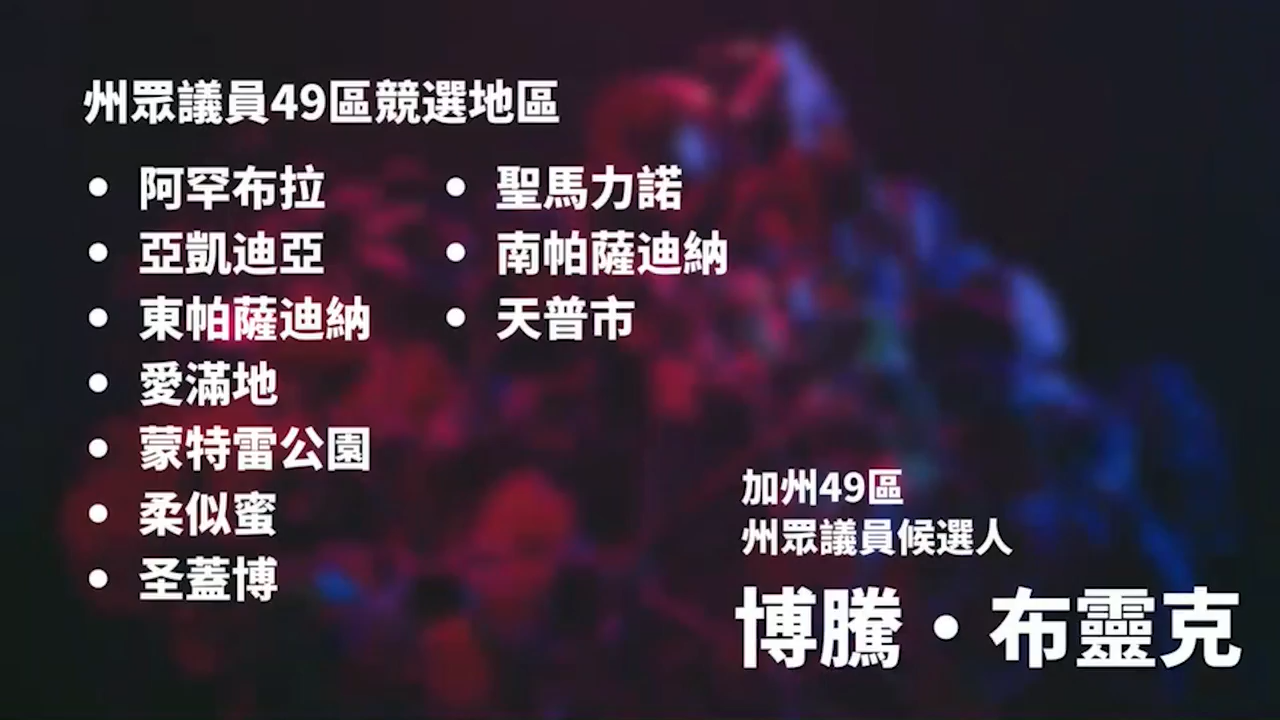 州眾議員49區競選地區
• 阿罕布拉
• 亞凱迪亞
• 東帕薩迪納
• 愛滿地
• 蒙特雷公園
• 柔似蜜
• 圣蓋博
• 聖馬力諾
• 南帕薩迪納
• 天普市
加州49區
州眾議員候選人
博騰·布靈克